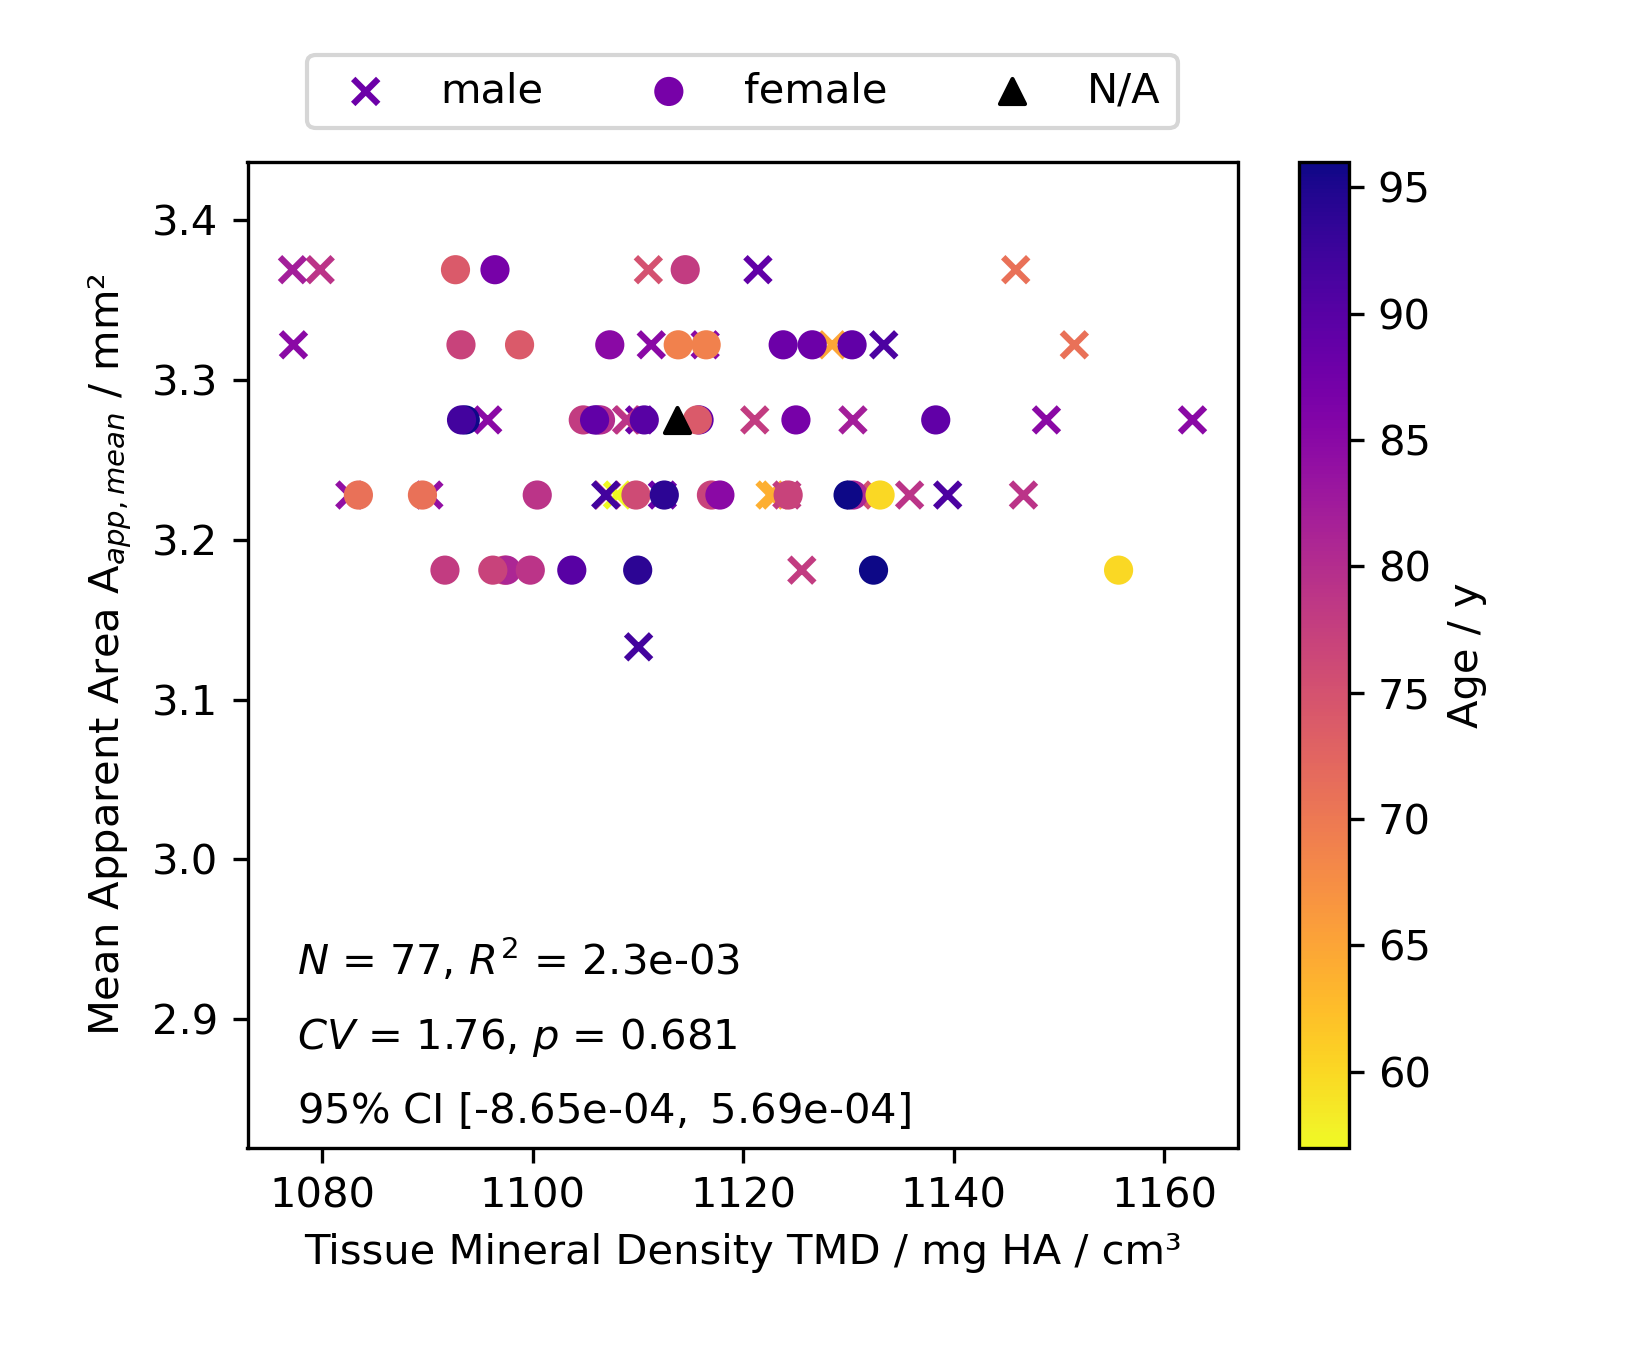 male female N/A
3.4
3.3
3.2
3.1
3.0
2.9
Mean Apparent Area A_app,mean / mm²
N = 77, R² = 2.3e-03
CV = 1.76, p = 0.681
95% CI [-8.65e-04, 5.69e-04]
1080 1100 1120 1140 1160
Tissue Mineral Density TMD / mg HA / cm³
95
90
85
80
75
70
65
60
Age / y